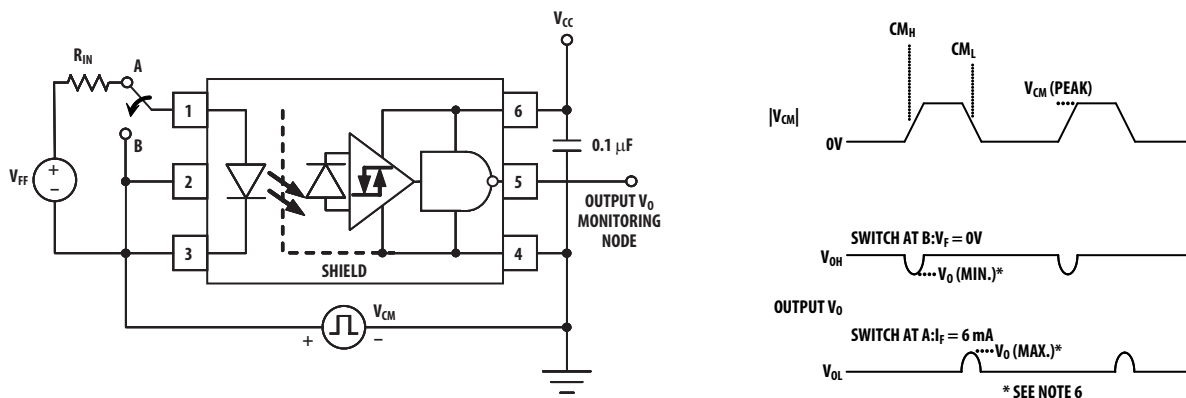 V_CC
R_IN
A
B
V_FF
+
−
1
2
3
6
5
4
0.1 μF
OUTPUT V_O
MONITORING
NODE
SHIELD
V_CM
+
−
CM_H
CM_L
V_CM (PEAK)
|V_CM|
0V
SWITCH AT B:V_F = 0V
V_OH
V_O (MIN.)*
OUTPUT V_O
SWITCH AT A:I_F = 6 mA
V_O (MAX.)*
V_OL
* SEE NOTE 6